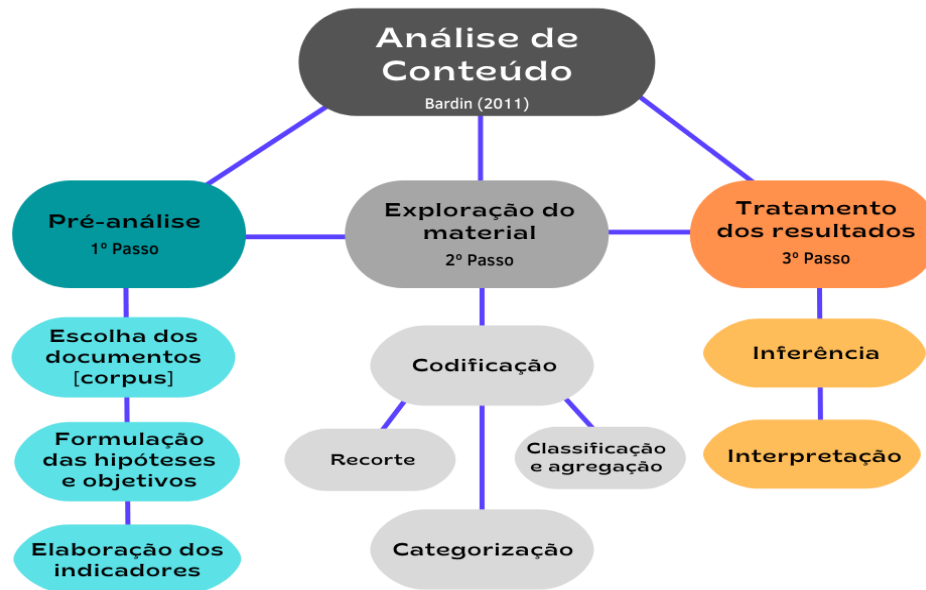 Análise de
Conteúdo
Bardin (2011)
Pré-análise
1º Passo
Exploração do
material
2º Passo
Tratamento
dos resultados
3º Passo
Escolha dos
documentos
[corpus]
Formulação
das hipóteses
e objetivos
Elaboração dos
indicadores
Codificação
Recorte
Classificação
e agregação
Categorização
Inferência
Interpretação